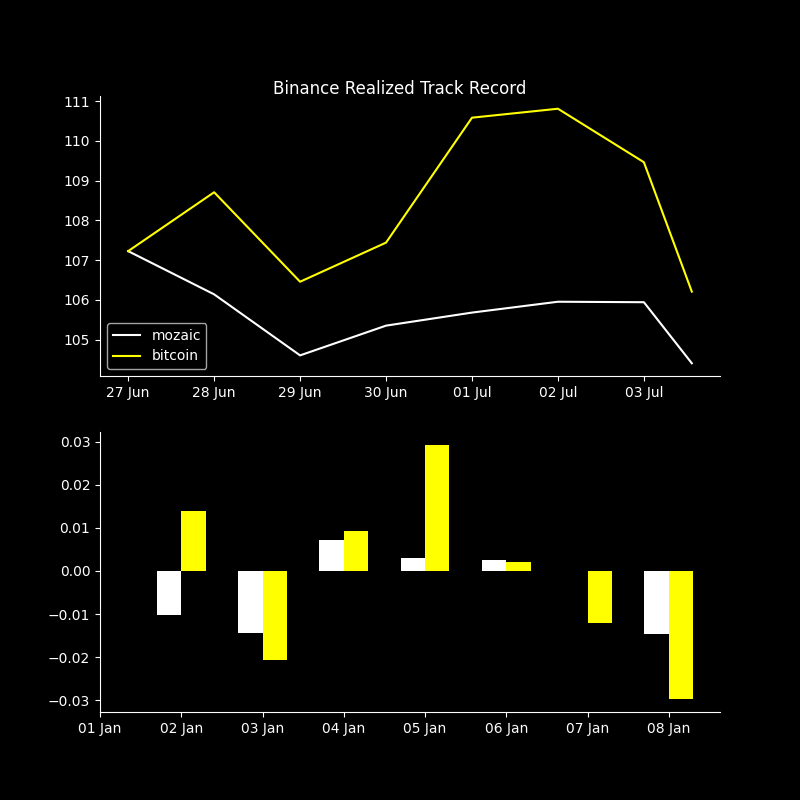 Binance Realized Track Record
111
110
109
108
107
106
105
mozaic
bitcoin
27 Jun 28 Jun 29 Jun 30 Jun 01 Jul 02 Jul 03 Jul
0.03
0.02
0.01
0.00
−0.01
−0.02
−0.03
01 Jan 02 Jan 03 Jan 04 Jan 05 Jan 06 Jan 07 Jan 08 Jan